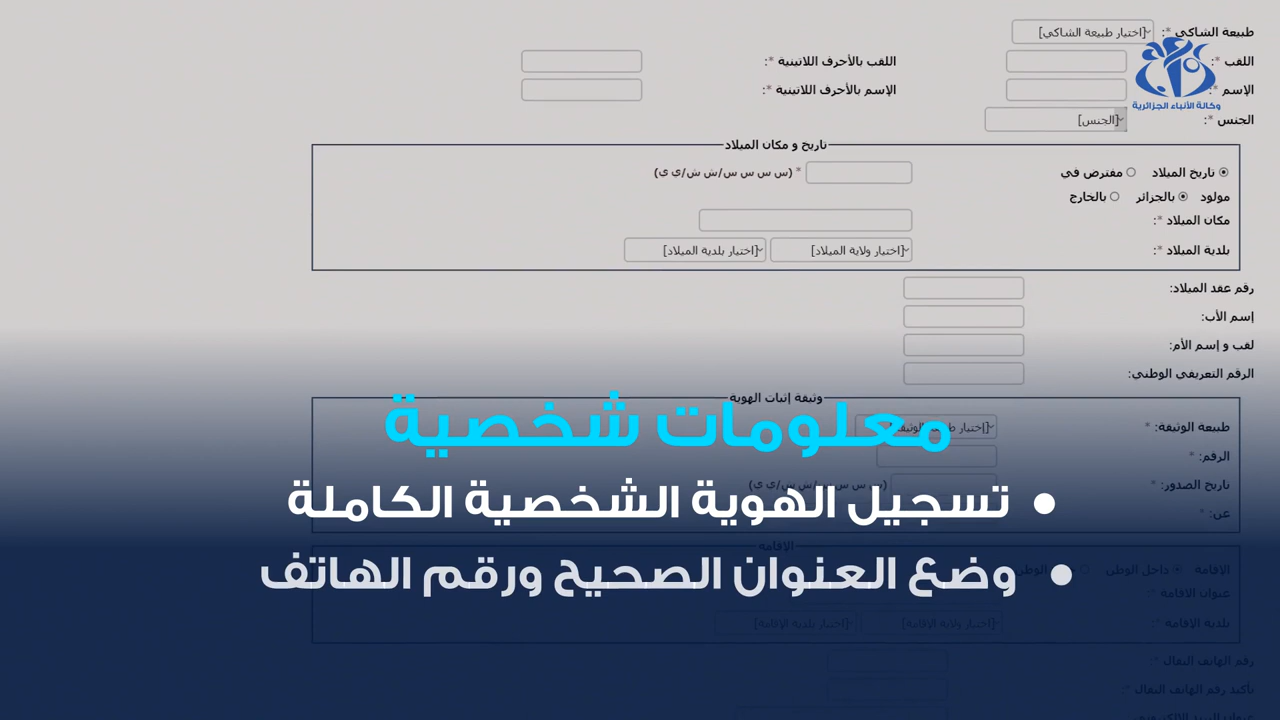 طبيعة الشاكي *: [اختيار طبيعة الشاكي]
اللقب *: اللقب بالأحرف اللاتينية *:
الإسم *: الإسم بالأحرف اللاتينية *:
وكالة الأنباء الجزائرية
الجنس *: [الجنس]
تاريخ و مكان الميلاد
تاريخ الميلاد مفترض في * (س س س س/ش ش/ي ي)
مولود بالجزائر بالخارج
مكان الميلاد *:
بلدية الميلاد *: [اختيار ولاية الميلاد] [اختيار بلدية الميلاد]
رقم عقد الميلاد:
إسم الأب:
لقب و إسم الأم:
الرقم التعريفي الوطني:
وثيقة إثبات الهوية
معلومات شخصية
طبيعة الوثيقة: *
الرقم: *
تاريخ الصدور: *
• تسجيل الهوية الشخصية الكاملة
عن: *
الإقامة
الإقامة داخل الوطن
• وضع العنوان الصحيح ورقم الهاتف
عنوان الاقامة *:
بلدية الإقامة *: [اختيار ولاية الإقامة] [اختيار بلدية الإقامة]
رقم الهاتف النقال *:
تأكيد رقم الهاتف النقال *: